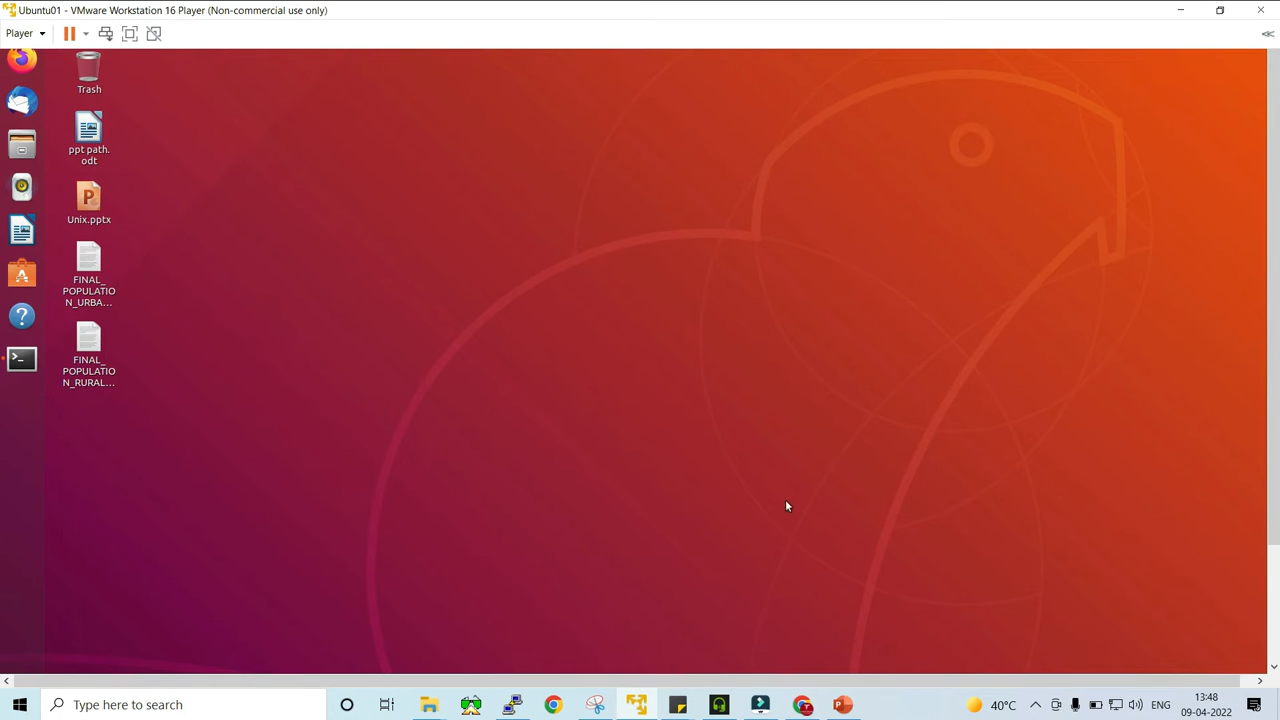 Ubuntu01 - VMware Workstation 16 Player (Non-commercial use only)
Player
Trash
ppt path.
odt
Unix.pptx
FINAL_
POPULATIO
N_URBA...
FINAL_
POPULATIO
N_RURAL...
Type here to search
40°C
ENG
13:48
09-04-2022